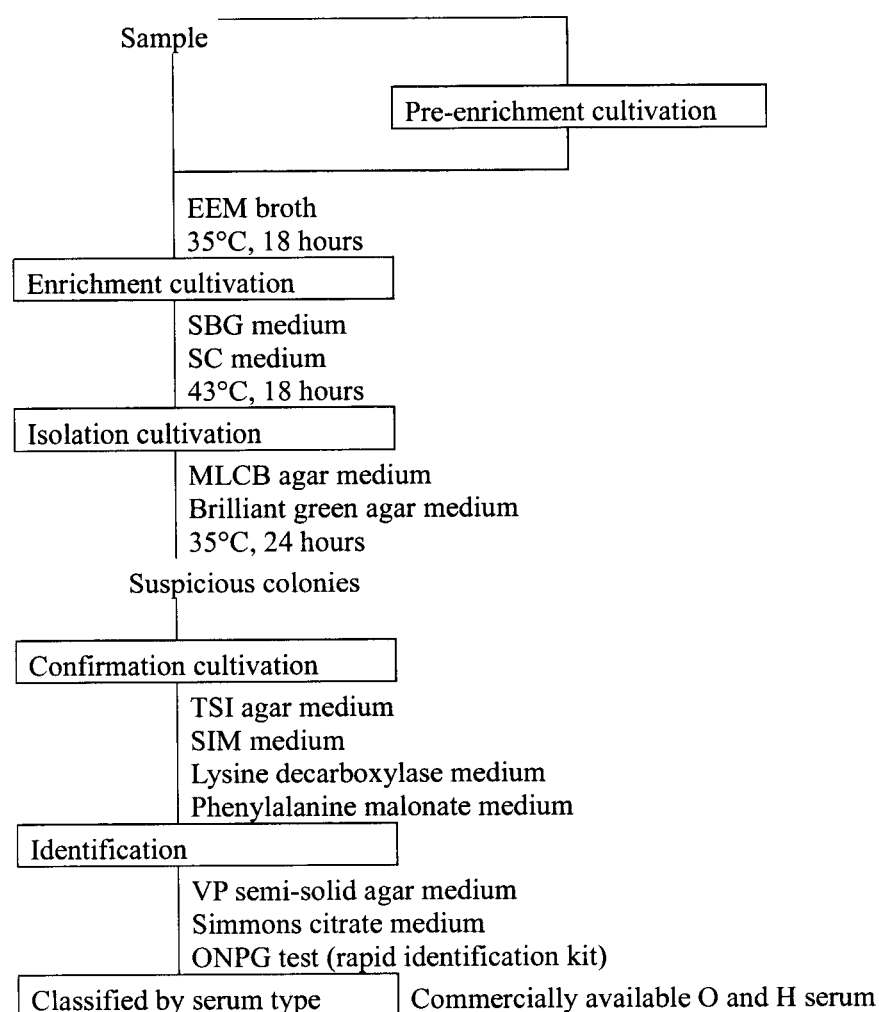 Sample
Pre-enrichment cultivation
EEM broth
35°C, 18 hours
Enrichment cultivation
SBG medium
SC medium
43°C, 18 hours
Isolation cultivation
MLCB agar medium
Brilliant green agar medium
35°C, 24 hours
Suspicious colonies
Confirmation cultivation
TSI agar medium
SIM medium
Lysine decarboxylase medium
Phenylalanine malonate medium
Identification
VP semi-solid agar medium
Simmons citrate medium
ONPG test (rapid identification kit)
Classified by serum type Commercially available O and H serum